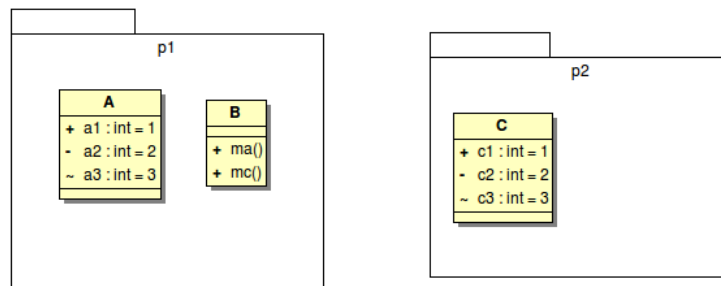 p1
A
+ a1 : int = 1
- a2 : int = 2
~ a3 : int = 3
B
+ ma()
+ mc()
p2
C
+ c1 : int = 1
- c2 : int = 2
~ c3 : int = 3